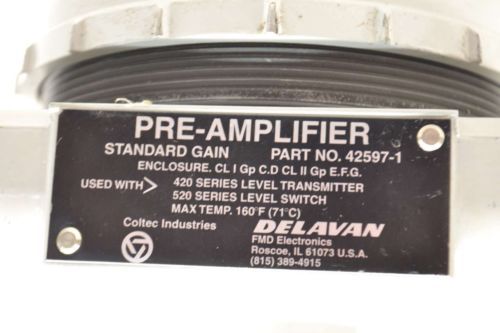 PRE-AMPLIFIER
STANDARD GAIN PART NO. 42597-1
ENCLOSURE. CL I Gp C.D CL II Gp E.F.G.
USED WITH > 420 SERIES LEVEL TRANSMITTER
520 SERIES LEVEL SWITCH
MAX TEMP. 160°F (71°C)
Coltec Industries DELAVAN
FMD Electronics
Roscoe, IL 61073 U.S.A.
(815) 389-4915